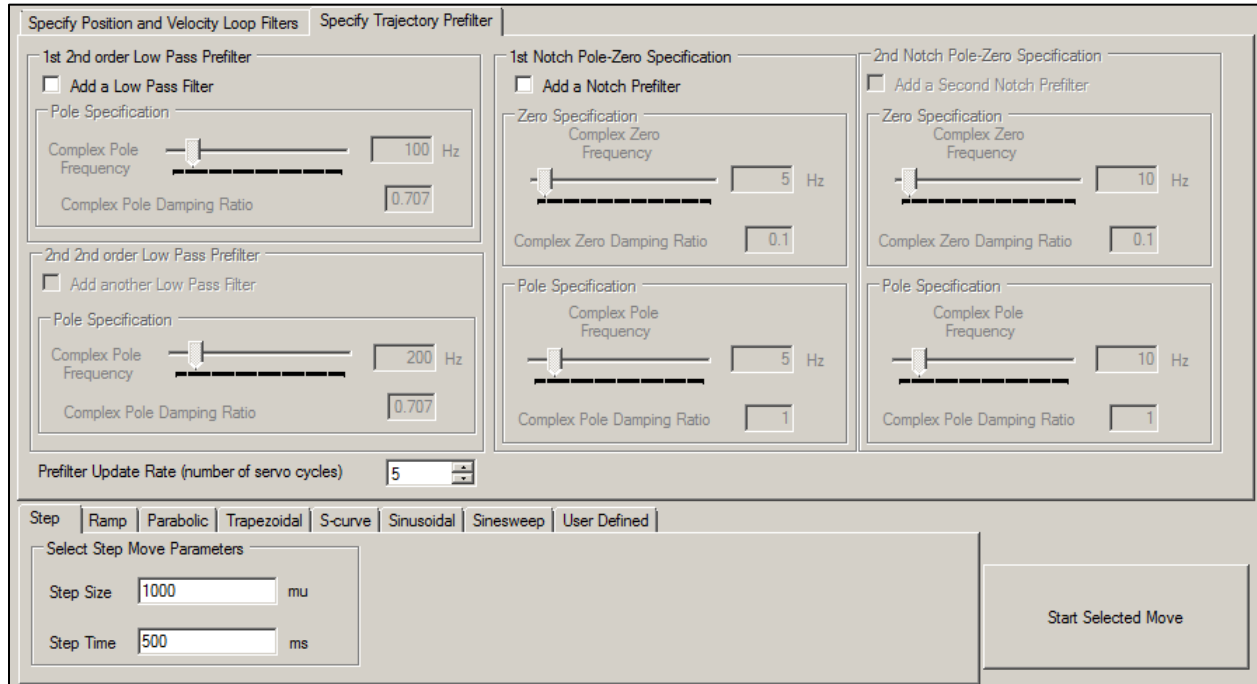 Specify Position and Velocity Loop Filters
Specify Trajectory Prefilter
1st 2nd order Low Pass Prefilter
Add a Low Pass Filter
Pole Specification
Complex Pole
Frequency
100 Hz
Complex Pole Damping Ratio
0.707
2nd 2nd order Low Pass Prefilter
Add another Low Pass Filter
Pole Specification
Complex Pole
Frequency
200 Hz
Complex Pole Damping Ratio
0.707
Prefilter Update Rate (number of servo cycles)
5
1st Notch Pole-Zero Specification
Add a Notch Prefilter
Zero Specification
Complex Zero
Frequency
5 Hz
Complex Zero Damping Ratio
0.1
Pole Specification
Complex Pole
Frequency
5 Hz
Complex Pole Damping Ratio
1
2nd Notch Pole-Zero Specification
Add a Second Notch Prefilter
Zero Specification
Complex Zero
Frequency
10 Hz
Complex Zero Damping Ratio
0.1
Pole Specification
Complex Pole
Frequency
10 Hz
Complex Pole Damping Ratio
1
Step Ramp Parabolic Trapezoidal S-curve Sinusoidal Sinesweep User Defined
Select Step Move Parameters
Step Size 1000 mu
Step Time 500 ms
Start Selected Move